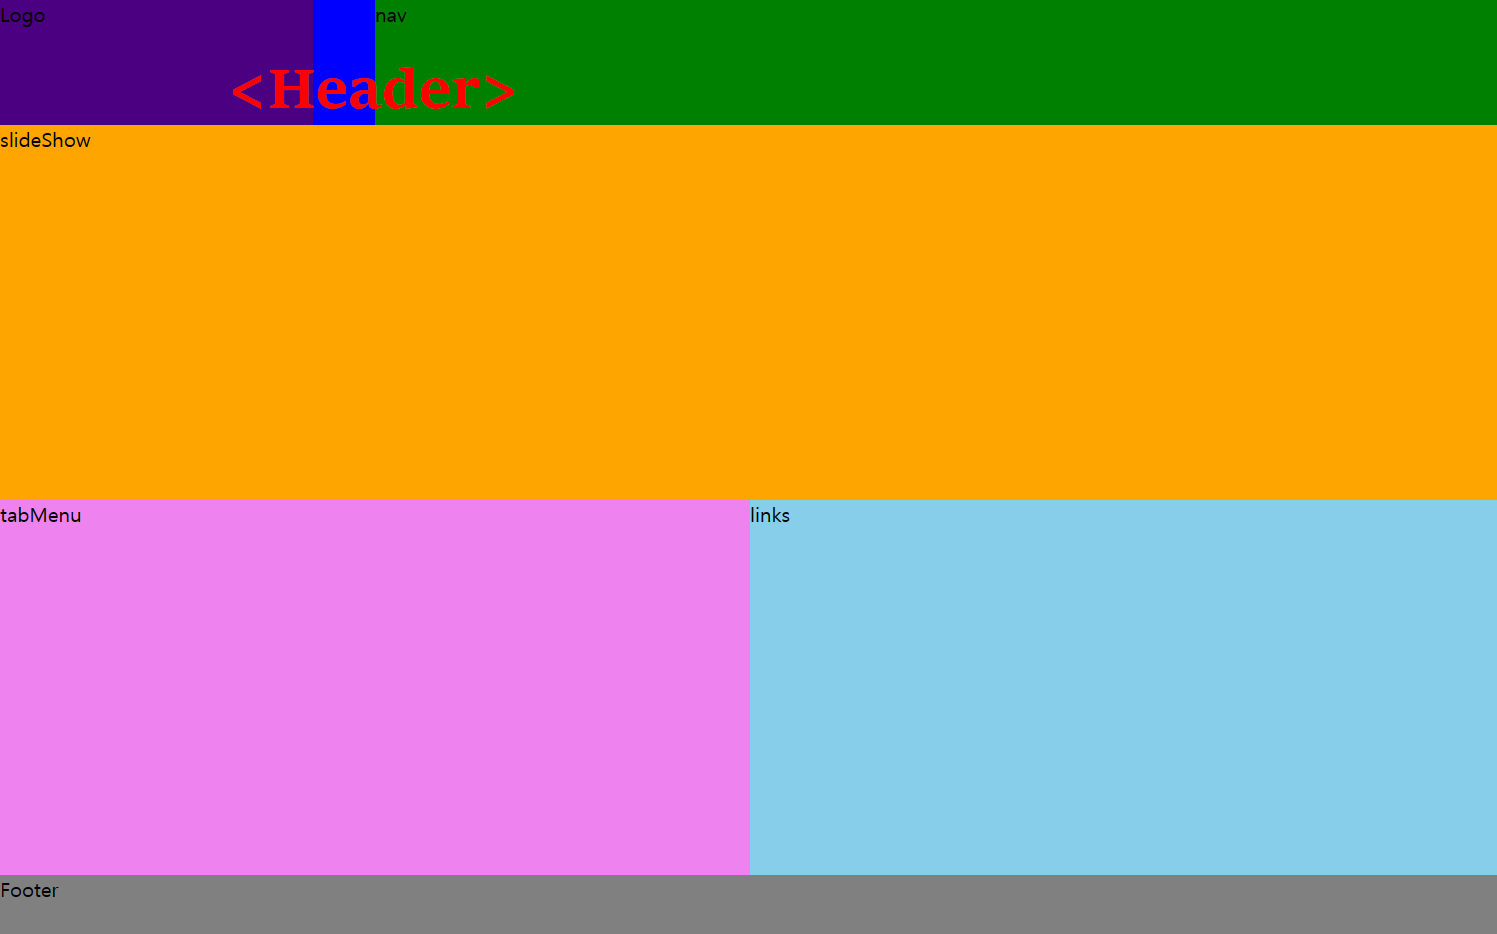 Logo
nav
<Header>
slideShow
tabMenu
links
Footer